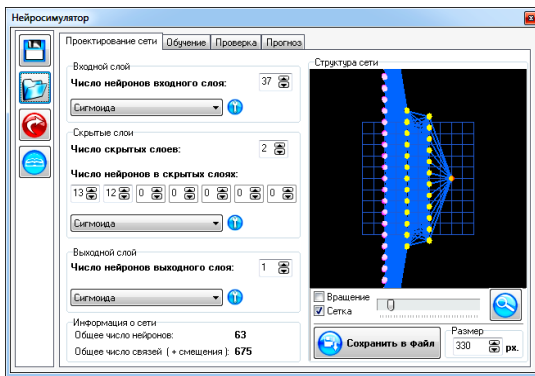 Нейросимулятор
Проектирование сети Обучение Проверка Прогноз
Входной слой
Число нейронов входного слоя: 37
Сигмоида
Скрытые слои
Число скрытых слоев: 2
Число нейронов в скрытых слоях:
13 12 0 0 0 0 0
Сигмоида
Выходной слой
Число нейронов выходного слоя: 1
Сигмоида
Информация о сети
Общее число нейронов: 63
Общее число связей ( + смещения ): 675
Структура сети
Вращение
Сетка
Сохранить в файл
Размер
330 px.